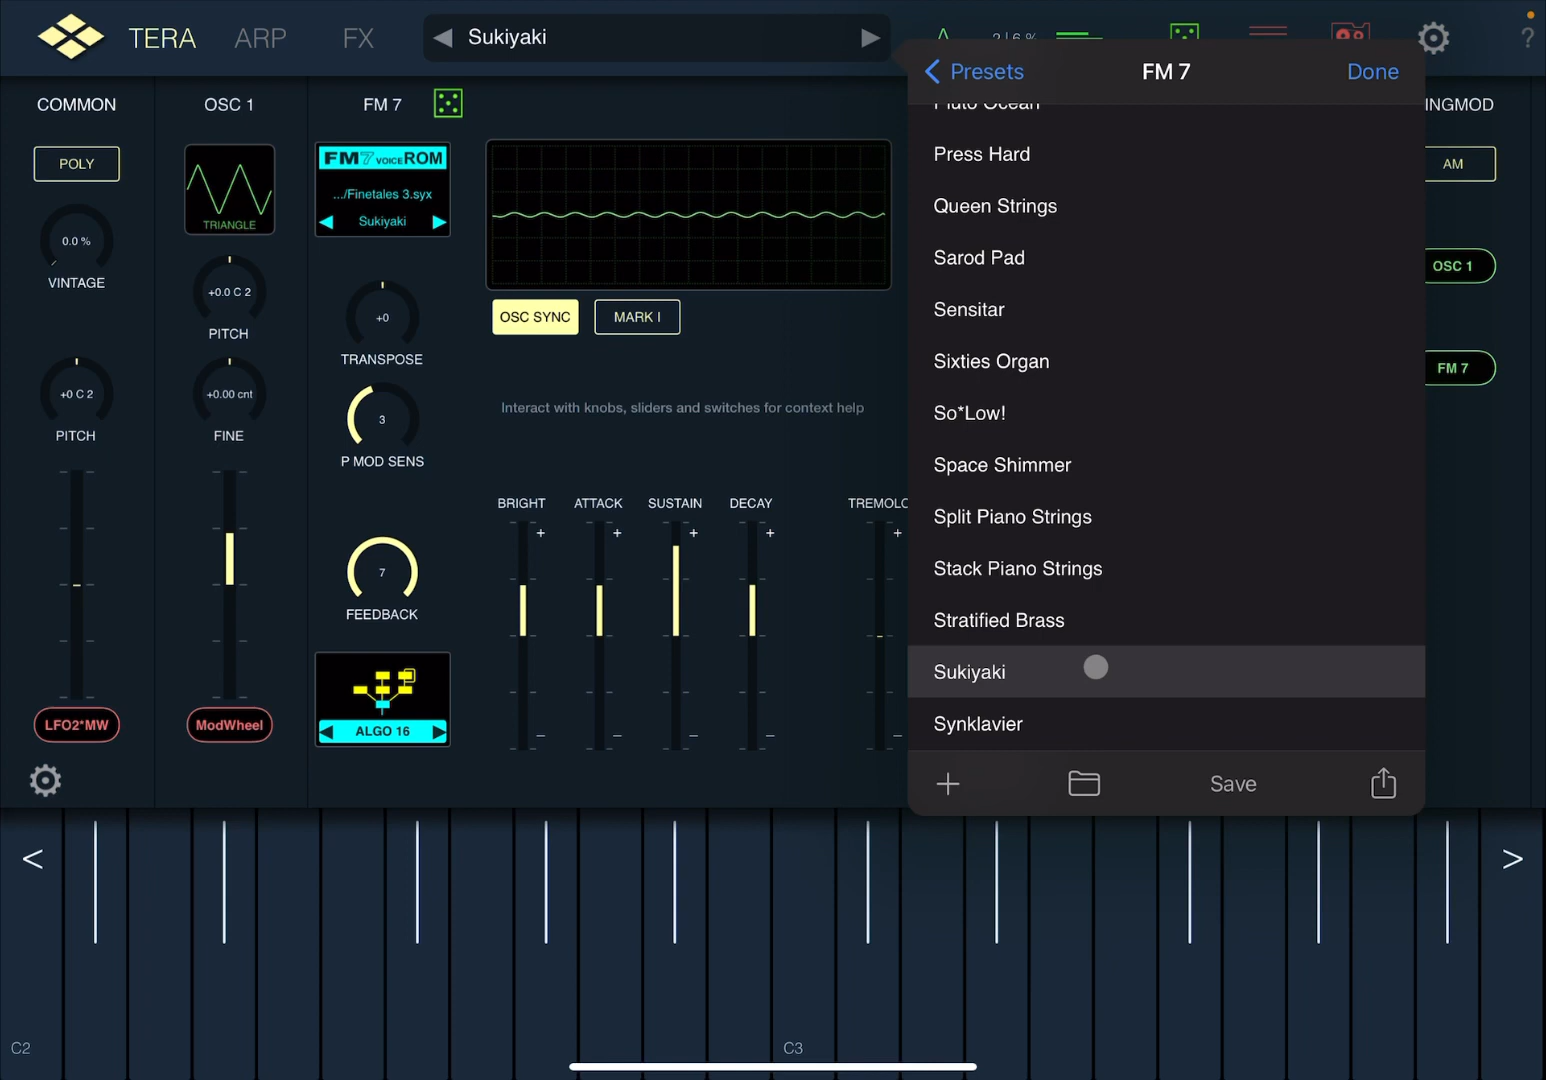 TERA
ARP
FX
Sukiyaki
?
COMMON
POLY
0.0 %
VINTAGE
+0 C 2
PITCH
LFO2*MW
OSC 1
TRIANGLE
+0.0 C 2
PITCH
+0.00 cnt
FINE
ModWheel
FM 7
FM7 VOICE ROM
.../Finetales 3.syx
Sukiyaki
+0
TRANSPOSE
3
P MOD SENS
7
FEEDBACK
ALGO 16
OSC SYNC
MARK I
Interact with knobs, sliders and switches for context help
BRIGHT
ATTACK
SUSTAIN
DECAY
TREMOLO
+ + + + +
– – – –
Presets
FM 7
Done
Pluto Ocean
Press Hard
Queen Strings
Sarod Pad
Sensitar
Sixties Organ
So*Low!
Space Shimmer
Split Piano Strings
Stack Piano Strings
Stratified Brass
Sukiyaki
Synklavier
Save
INGMOD
AM
OSC 1
FM 7
<
>
C2
C3